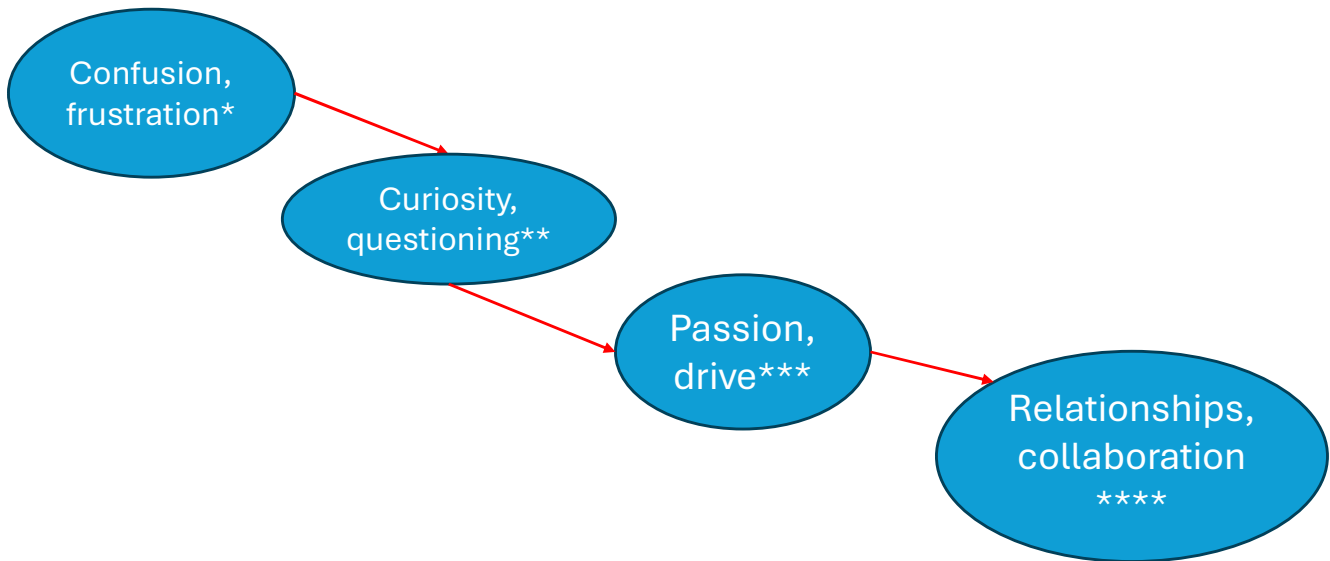 Confusion,
frustration*
Curiosity,
questioning**
Passion,
drive***
Relationships,
collaboration
****